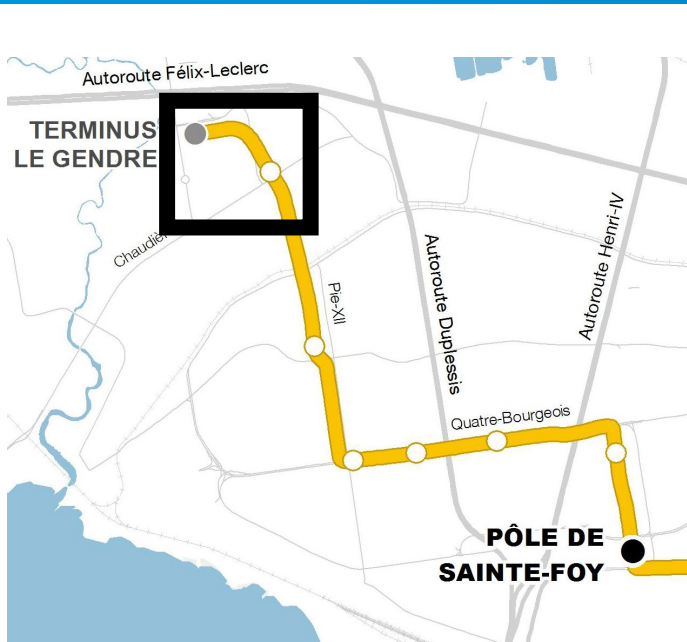 Autoroute Félix-Leclerc
TERMINUS
LE GENDRE
Pie-XII
Autoroute Duplessis
Autoroute Henri-IV
Quatre-Bourgeois
PÔLE DE
SAINTE-FOY